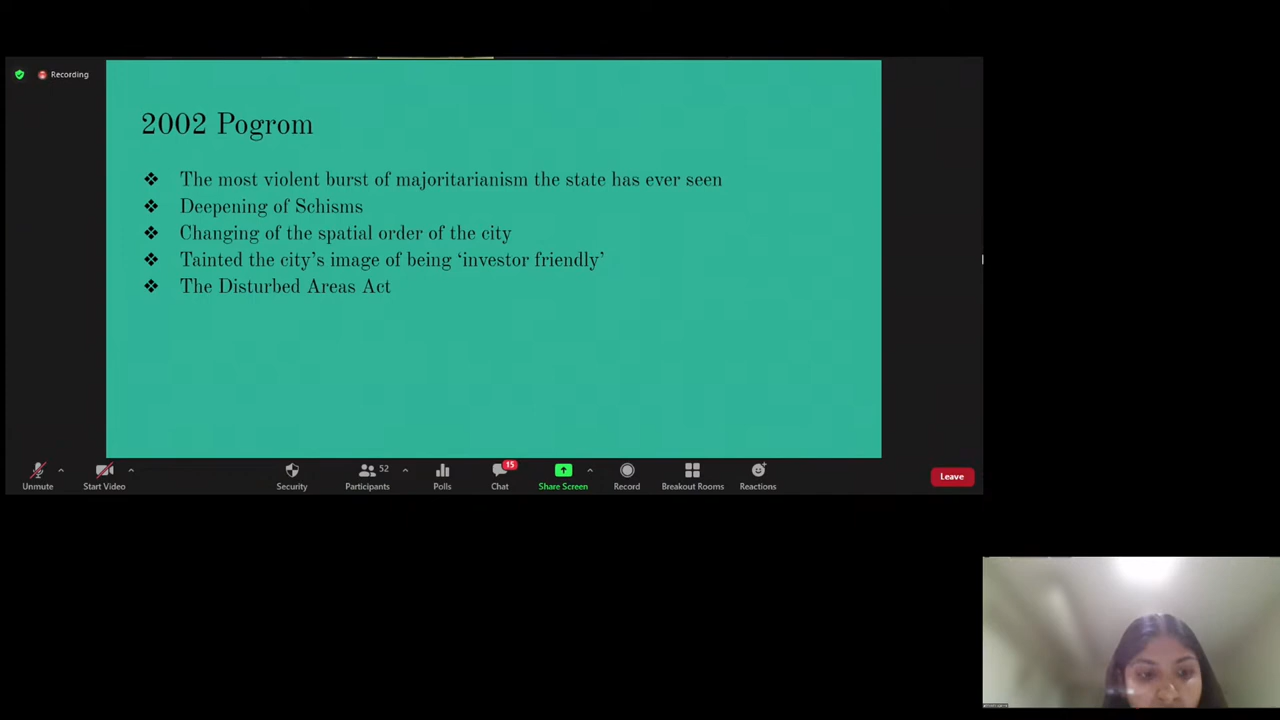 Recording
2002 Pogrom
❖ The most violent burst of majoritarianism the state has ever seen
❖ Deepening of Schisms
❖ Changing of the spatial order of the city
❖ Tainted the city’s image of being ‘investor friendly’
❖ The Disturbed Areas Act
52
15
Unmute
Start Video
Security
Participants
Polls
Chat
Share Screen
Record
Breakout Rooms
Reactions
Leave